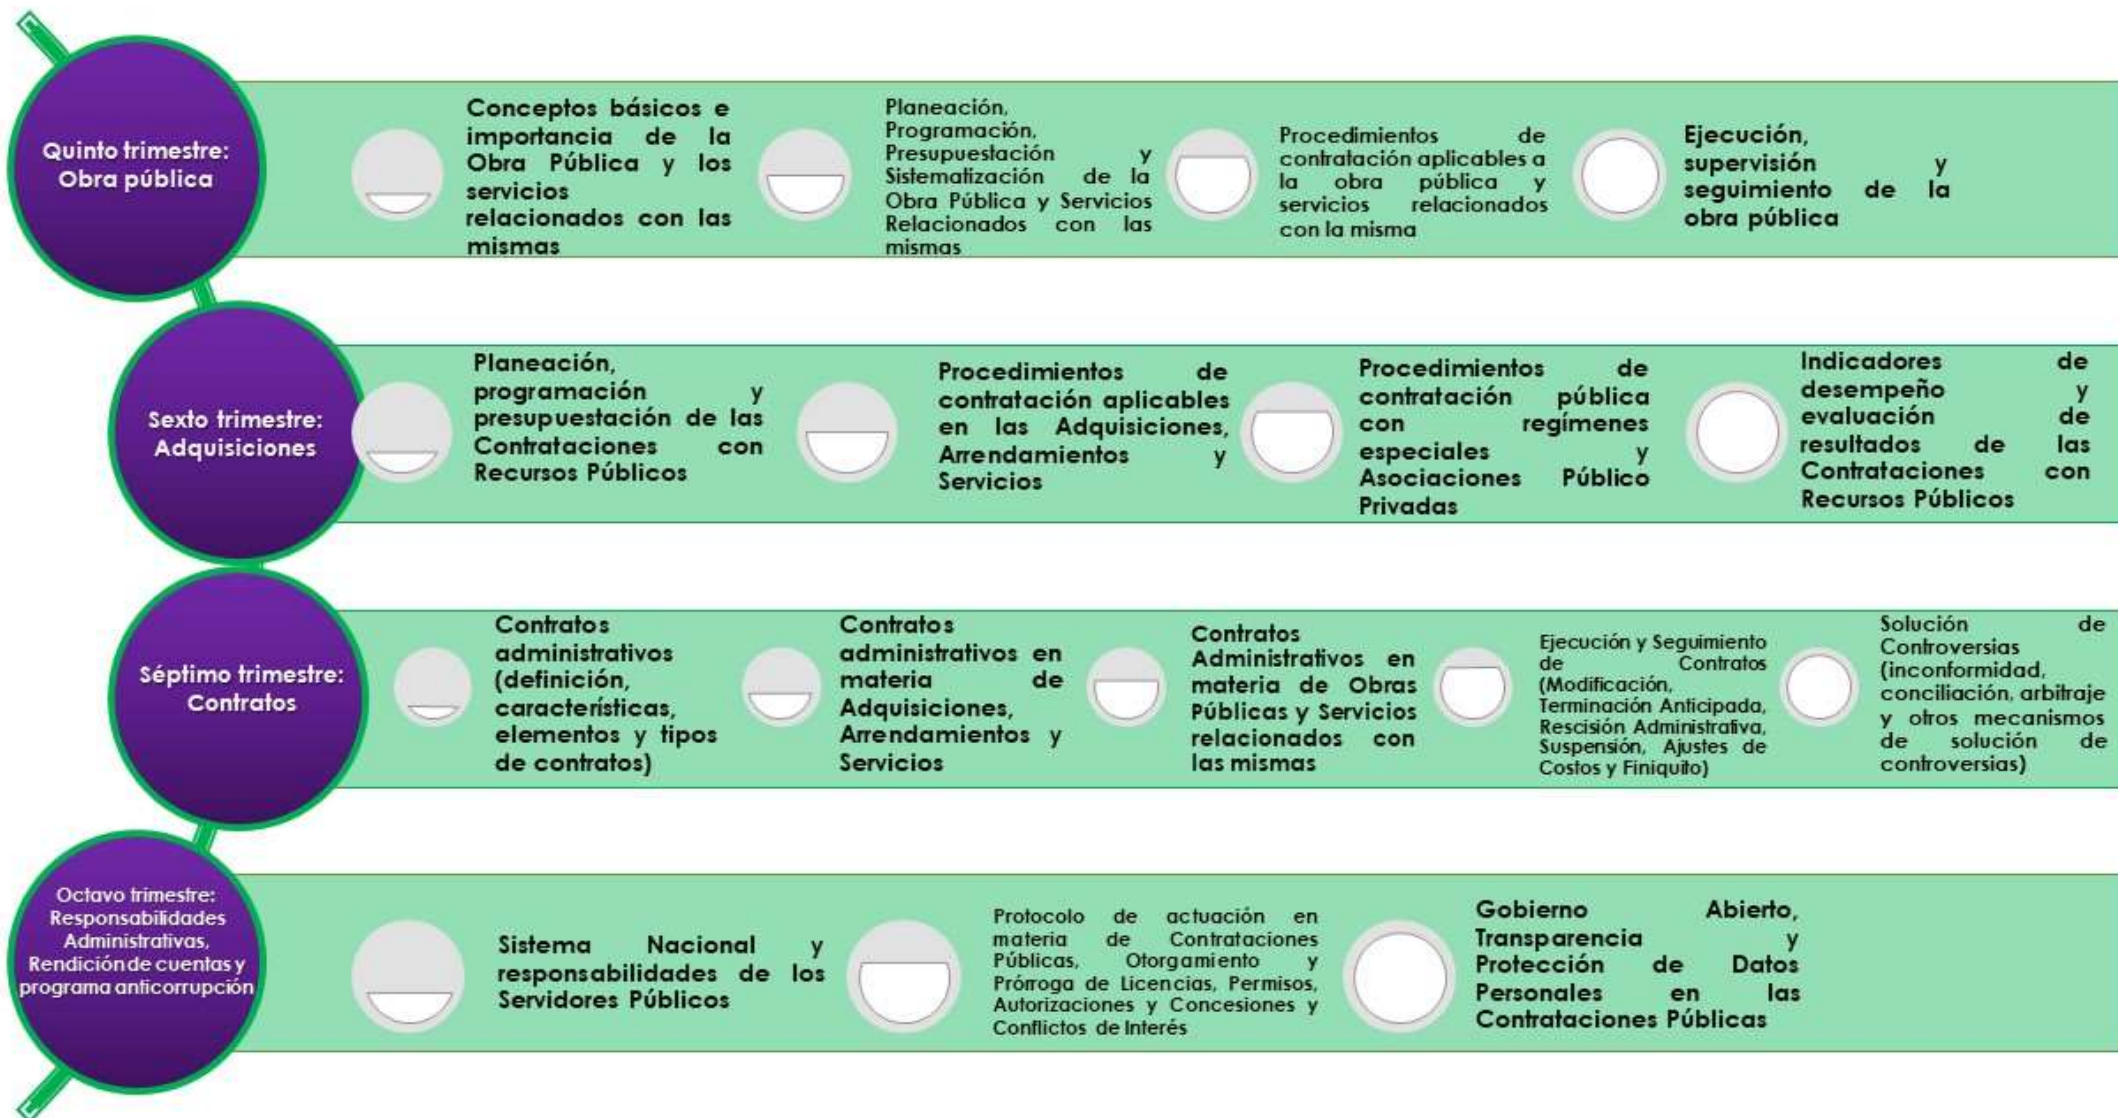 Quinto trimestre:
Obra pública
Conceptos básicos e
importancia de la
Obra Pública y los
servicios
relacionados con las
mismas
Planeación,
Programación,
Presupuestación y
Sistematización de la
Obra Pública y Servicios
Relacionados con las
mismas
Procedimientos de
contratación aplicables a
la obra pública y
servicios relacionados
con la misma
Ejecución,
supervisión y
seguimiento de la
obra pública
Sexto trimestre:
Adquisiciones
Planeación,
programación y
presupuestación de las
Contrataciones con
Recursos Públicos
Procedimientos de
contratación aplicables
en las Adquisiciones,
Arrendamientos y
Servicios
Procedimientos de
contratación pública
con regímenes
especiales y
Asociaciones Público
Privadas
Indicadores de
desempeño y
evaluación de
resultados de las
Contrataciones con
Recursos Públicos
Séptimo trimestre:
Contratos
Contratos
administrativos
(definición,
características,
elementos y tipos
de contratos)
Contratos
administrativos en
materia de
Adquisiciones,
Arrendamientos y
Servicios
Contratos
Administrativos en
materia de Obras
Públicas y Servicios
relacionados con
las mismas
Ejecución y Seguimiento
de Contratos
(Modificación,
Terminación Anticipada,
Rescisión Administrativa,
Suspensión, Ajustes de
Costos y Finiquito)
Solución de
Controversias
(inconformidad,
conciliación, arbitraje
y otros mecanismos
de solución de
controversias)
Octavo trimestre:
Responsabilidades
Administrativas,
Rendición de cuentas y
programa anticorrupción
Sistema Nacional y
responsabilidades de los
Servidores Públicos
Protocolo de actuación en
materia de Contrataciones
Públicas, Otorgamiento y
Prórroga de Licencias, Permisos,
Autorizaciones y Concesiones y
Conflictos de Interés
Gobierno Abierto,
Transparencia y
Protección de Datos
Personales en las
Contrataciones Públicas